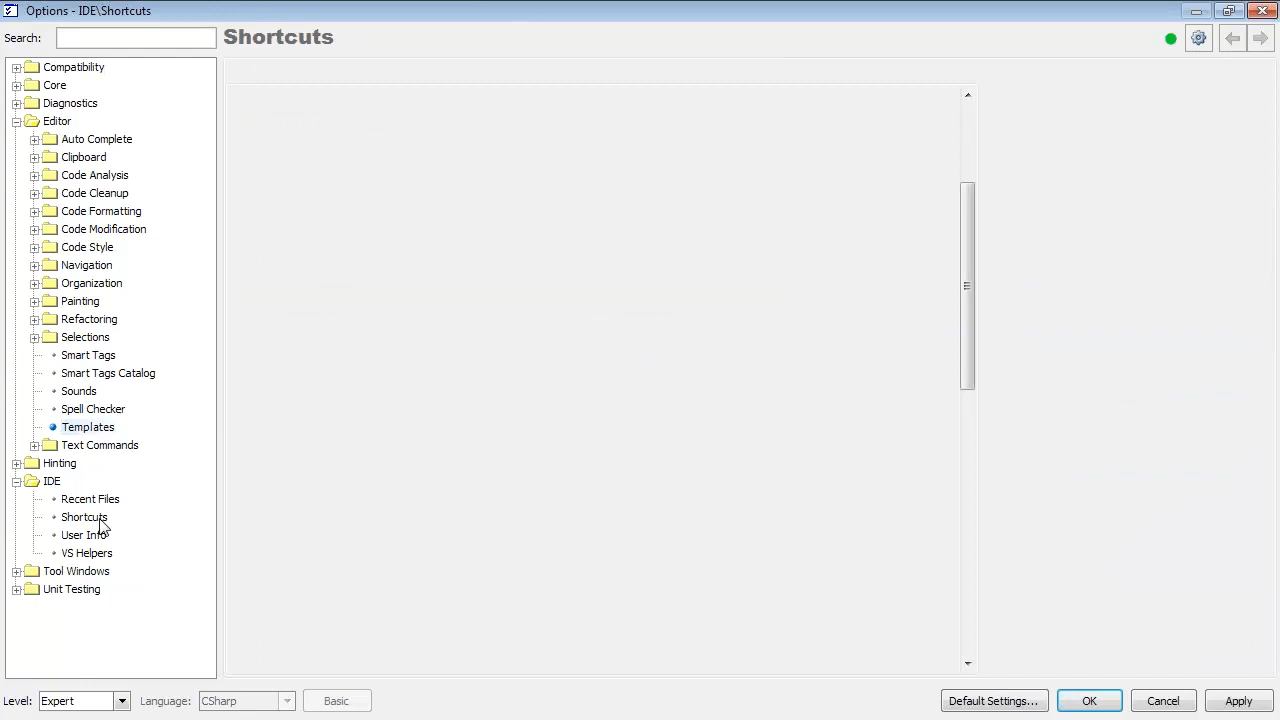 Options - IDE\Shortcuts
Search:
Shortcuts
Compatibility
Core
Diagnostics
Editor
Auto Complete
Clipboard
Code Analysis
Code Cleanup
Code Formatting
Code Modification
Code Style
Navigation
Organization
Painting
Refactoring
Selections
Smart Tags
Smart Tags Catalog
Sounds
Spell Checker
Templates
Text Commands
Hinting
IDE
Recent Files
Shortcuts
User Info
VS Helpers
Tool Windows
Unit Testing
Level: Expert Language: CSharp Basic Default Settings... OK Cancel Apply